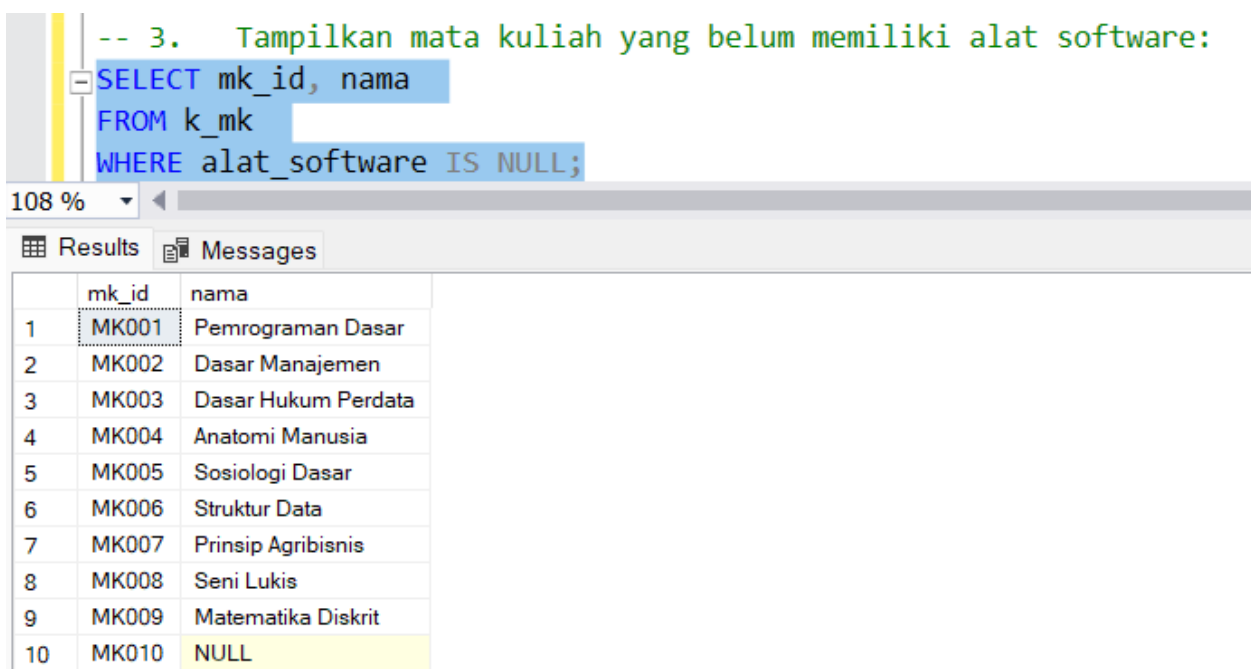 -- 3. Tampilkan mata kuliah yang belum memiliki alat software:
SELECT mk_id, nama
FROM k_mk
WHERE alat_software IS NULL;
108 %
Results Messages
mk_id nama
1 MK001 Pemrograman Dasar
2 MK002 Dasar Manajemen
3 MK003 Dasar Hukum Perdata
4 MK004 Anatomi Manusia
5 MK005 Sosiologi Dasar
6 MK006 Struktur Data
7 MK007 Prinsip Agribisnis
8 MK008 Seni Lukis
9 MK009 Matematika Diskrit
10 MK010 NULL